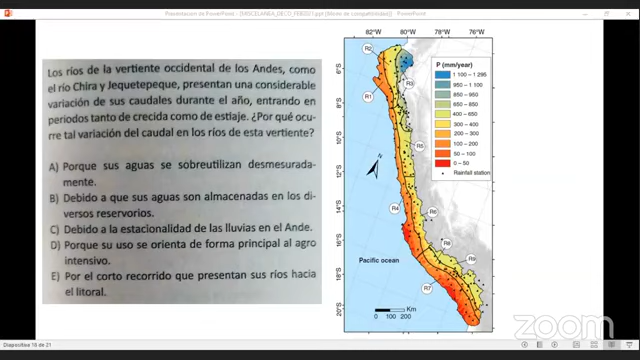 Presentación de PowerPoint - [MISCELANEA_DECO_FEB2021.ppt [Modo de compatibilidad] - PowerPoint
Los ríos de la vertiente occidental de los Andes, como
el río Chira y Jequetepeque, presentan una considerable
variación de sus caudales durante el año, entrando en
periodos tanto de crecida como de estiaje. ¿Por qué ocu-
rre tal variación del caudal en los ríos de esta vertiente?
A) Porque sus aguas se sobreutilizan desmesurada-
mente.
B) Debido a que sus aguas son almacenadas en los di-
versos reservorios.
C) Debido a la estacionalidad de las lluvias en el Ande.
D) Porque su uso se orienta de forma principal al agro
intensivo.
E) Por el corto recorrido que presentan sus ríos hacia
el litoral.
82°W 80°W 78°W 76°W
6°S
8°S
10°S
12°S
14°S
16°S
18°S
20°S
R2
R3
R1
R5
R4
R6
R8
R9
R7
P (mm/year)
1 100 - 1 295
950 - 1 100
850 - 950
650 - 850
400 - 650
300 - 400
200 - 300
100 - 200
50 - 100
0 - 50
Rainfall station
Pacific ocean
Km
0 100 200
zoom
Diapositiva 18 de 21